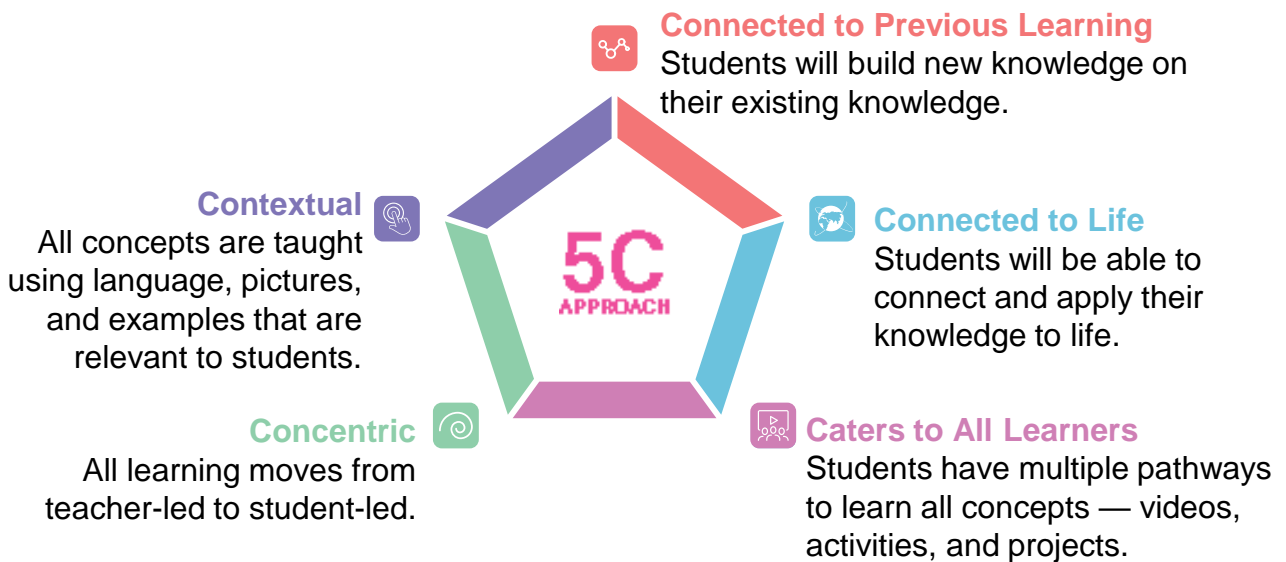 Connected to Previous Learning
Students will build new knowledge on
their existing knowledge.
Contextual
All concepts are taught
using language, pictures,
and examples that are
relevant to students.
5C
APPROACH
Connected to Life
Students will be able to
connect and apply their
knowledge to life.
Concentric
All learning moves from
teacher-led to student-led.
Caters to All Learners
Students have multiple pathways
to learn all concepts — videos,
activities, and projects.